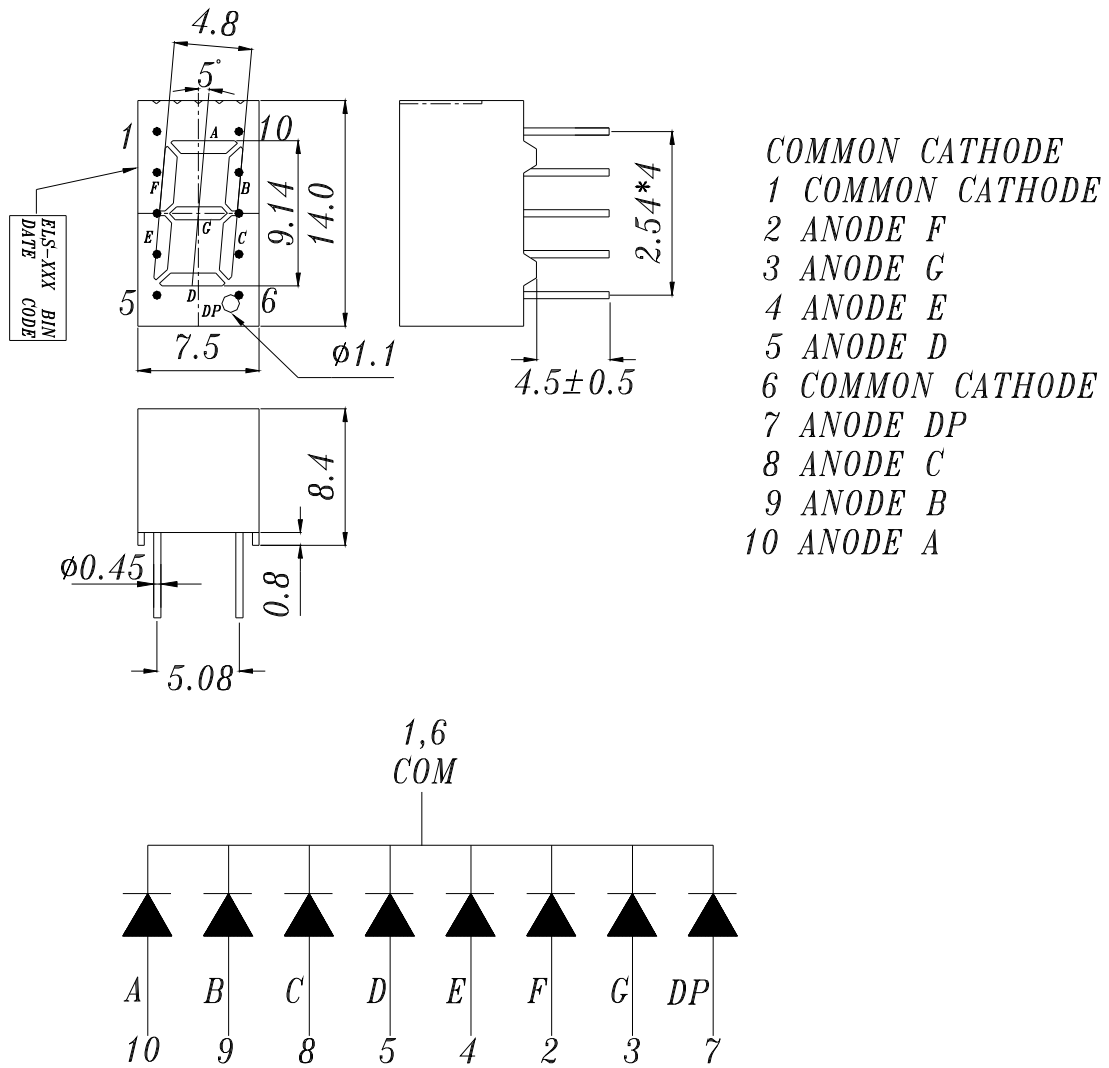 4.8
5°
1
10
A
F
B
G
E
C
D
DP
5
6
9.14
14.0
7.5
ø1.1
ELS-XXX BIN
DATE CODE
2.54*4
4.5±0.5
8.4
0.8
ø0.45
5.08
COMMON CATHODE
1 COMMON CATHODE
2 ANODE F
3 ANODE G
4 ANODE E
5 ANODE D
6 COMMON CATHODE
7 ANODE DP
8 ANODE C
9 ANODE B
10 ANODE A
1,6
COM
A B C D E F G DP
10 9 8 5 4 2 3 7